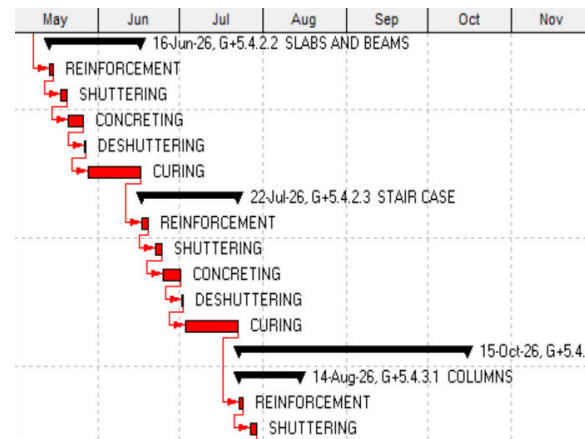 May Jun Jul Aug Sep Oct Nov
16-Jun-26, G+5.4.2.2 SLABS AND BEAMS
REINFORCEMENT
SHUTTERING
CONCRETING
DESHUTTERING
CURING
22-Jul-26, G+5.4.2.3 STAIR CASE
REINFORCEMENT
SHUTTERING
CONCRETING
DESHUTTERING
CURING
15-Oct-26, G+5.4.
14-Aug-26, G+5.4.3.1 COLUMNS
REINFORCEMENT
SHUTTERING